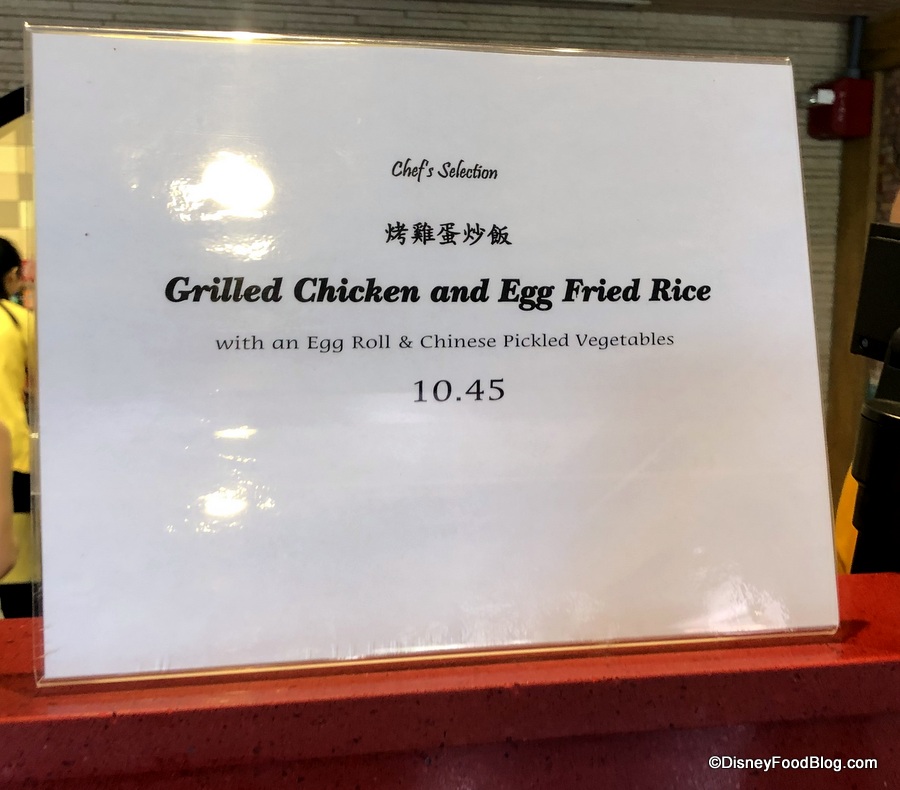 Chef's Selection
烤雞蛋炒飯
Grilled Chicken and Egg Fried Rice
with an Egg Roll & Chinese Pickled Vegetables
10.45
©DisneyFoodBlog.com